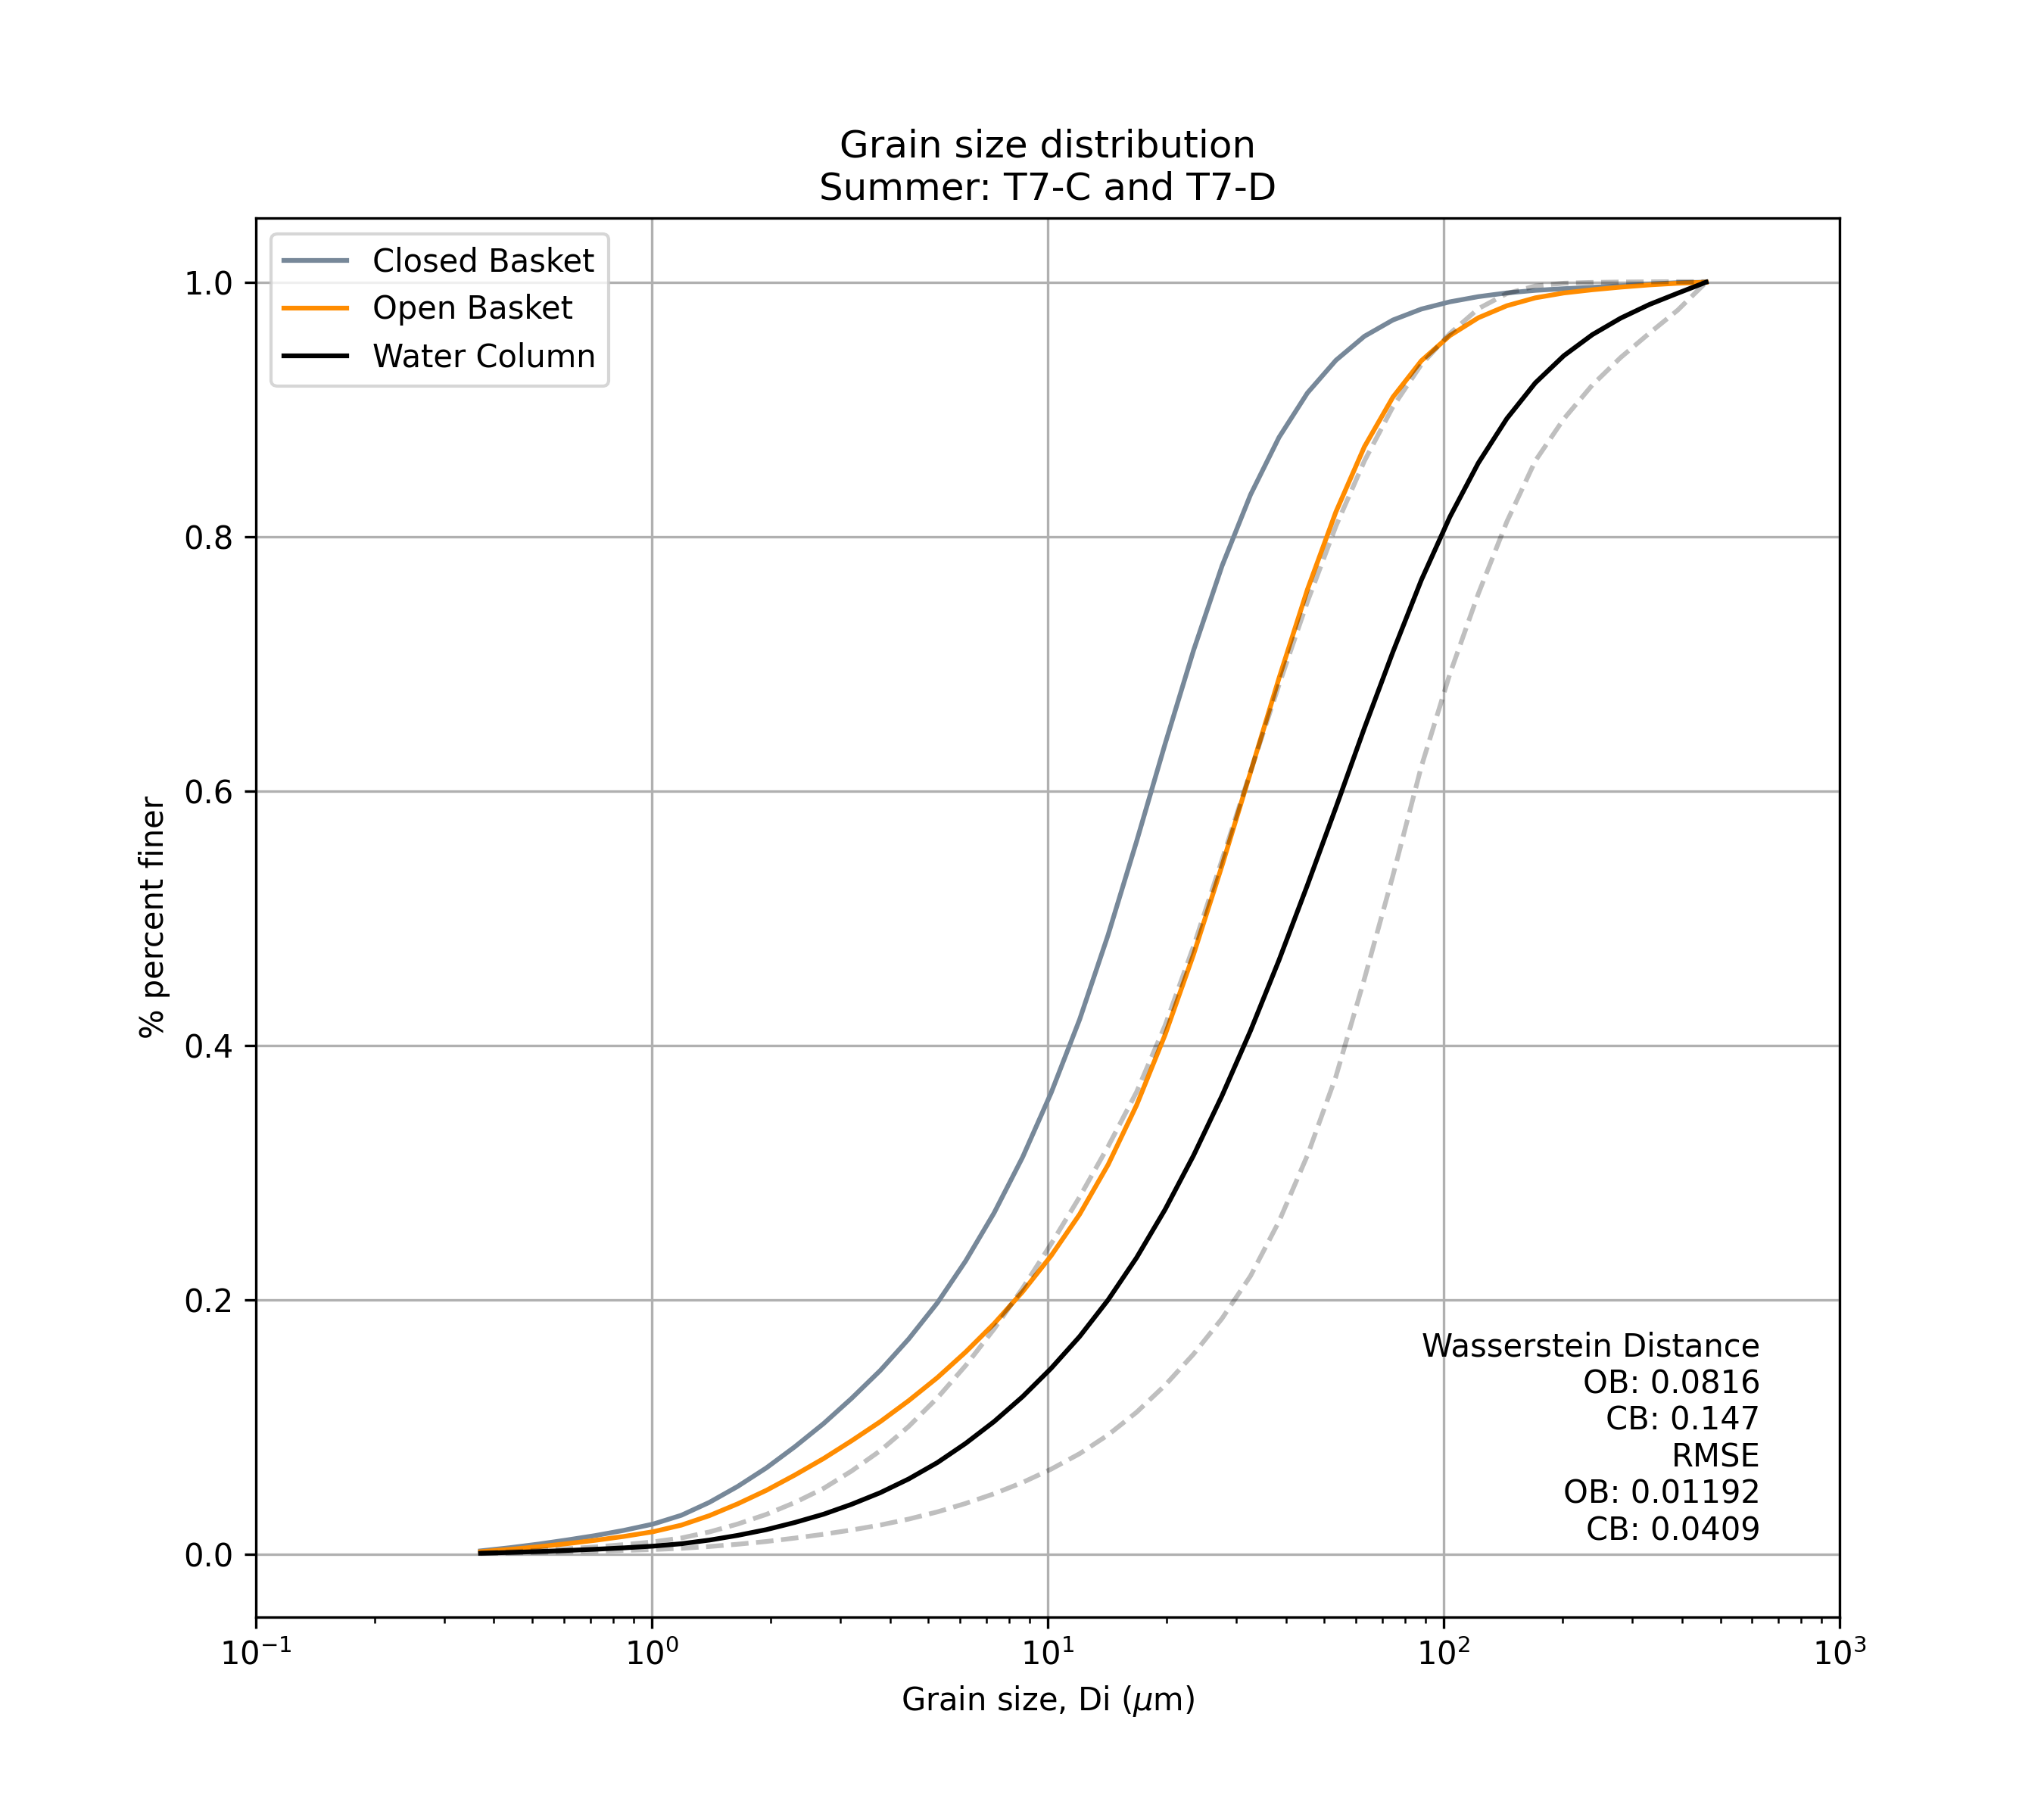 Grain size distribution
Summer: T7-C and T7-D
Closed Basket
Open Basket
Water Column
1.0
0.8
0.6
0.4
0.2
0.0
% percent finer
Wasserstein Distance
OB: 0.0816
CB: 0.147
RMSE
OB: 0.01192
CB: 0.0409
10⁻¹ 10⁰ 10¹ 10² 10³
Grain size, Di (μm)